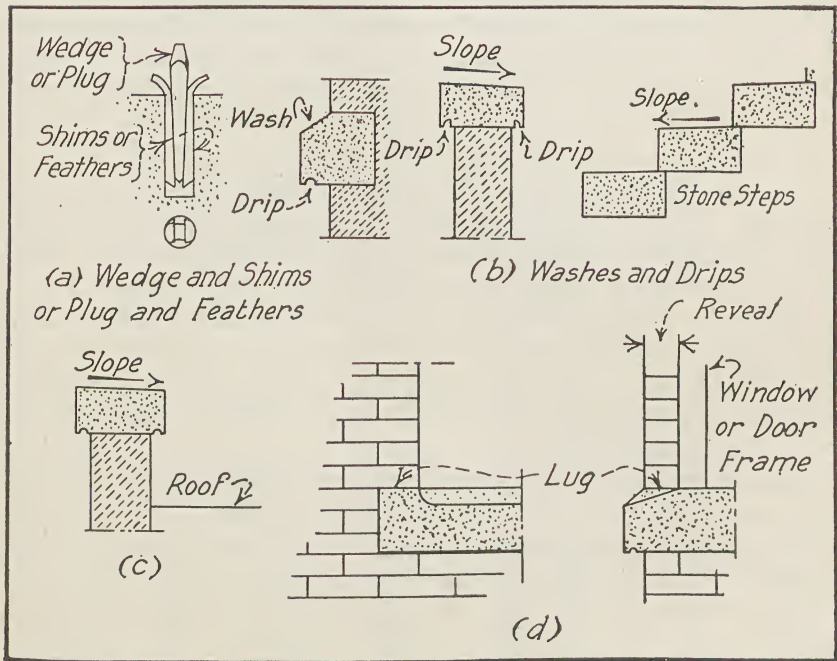 Wedge
or Plug
Shims or
Feathers
(a) Wedge and Shims
or Plug and Feathers
Wash
Drip
Slope
Drip
Drip
Slope.
Stone Steps
(b) Washes and Drips
Slope
Roof
(c)
Reveal
Window
or Door
Frame
Lug
(d)